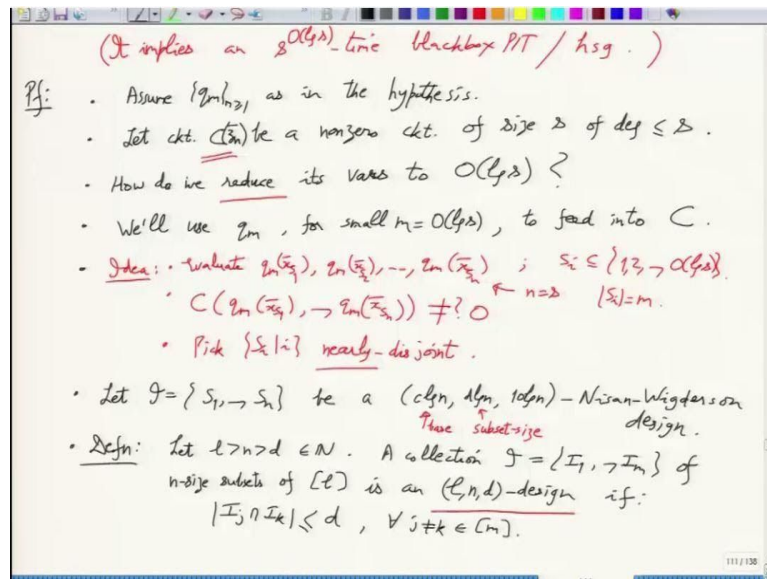 (It implies an s^{O(lg s)}-time blackbox PIT / hsg. )
Pf: · Assume {q_m}_{m≥1} as in the hypothesis.
· Let ckt. C(z̄_n) be a nonzero ckt. of size s of deg ≤ s.
· How do we reduce its vars to O(lg s) ?
· We'll use q_m, for small m=O(lg s), to feed into C.
· Idea: · evaluate q_m(x̄_{S_1}), q_m(x̄_{S_2}), --, q_m(x̄_{S_n}) ; S_i ⊆ {1,2,→ O(lg s)}.
· C(q_m(x̄_{S_1}), → q_m(x̄_{S_n})) ≠? 0 ← n=s |S_i|=m.
· Pick {S_i | i} nearly-disjoint.
· Let 𝓘 = {S_1, → S_n} be a (c lg n, d lg n, 10 lg n) - Nisan-Wigderson
↑base subset-size design.
· Defn: Let ℓ>n>d ∈ ℕ. A collection 𝓘 = {I_1, → I_m} of
n-size subsets of [ℓ] is an (ℓ,n,d)-design if:
|I_j ∩ I_k| ≤ d, ∀ j≠k ∈ [m].
111 / 138